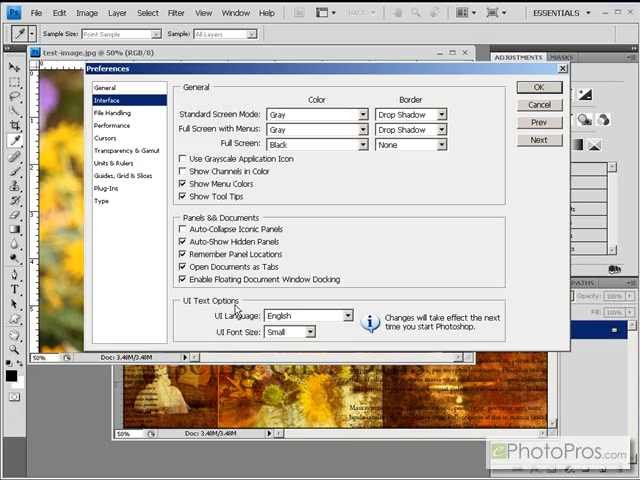 File Edit Image Layer Select Filter View Window Help
50%
ESSENTIALS
Sample Size: Point Sample
Sample: All Layers
test-image.jpg @ 50% (RGB/8)
ADJUSTMENTS MASKS
Preferences
General
Interface
File Handling
Performance
Cursors
Transparency & Gamut
Units & Rulers
Guides, Grid & Slices
Plug-Ins
Type
General
Color Border
Standard Screen Mode: Gray Drop Shadow
Full Screen with Menus: Gray Drop Shadow
Full Screen: Black None
Use Grayscale Application Icon
Show Channels in Color
Show Menu Colors
Show Tool Tips
Panels && Documents
Auto-Collapse Iconic Panels
Auto-Show Hidden Panels
Remember Panel Locations
Open Documents as Tabs
Enable Floating Document Window Docking
UI Text Options
UI Language: English
UI Font Size: Small
Changes will take effect the next
time you start Photoshop.
OK
Cancel
Prev
Next
PATHS
Opacity: 100%
Fill: 100%
50% Doc: 3.48M/3.48M
50% Doc: 3.48M/3.48M
ePhotoPros.com